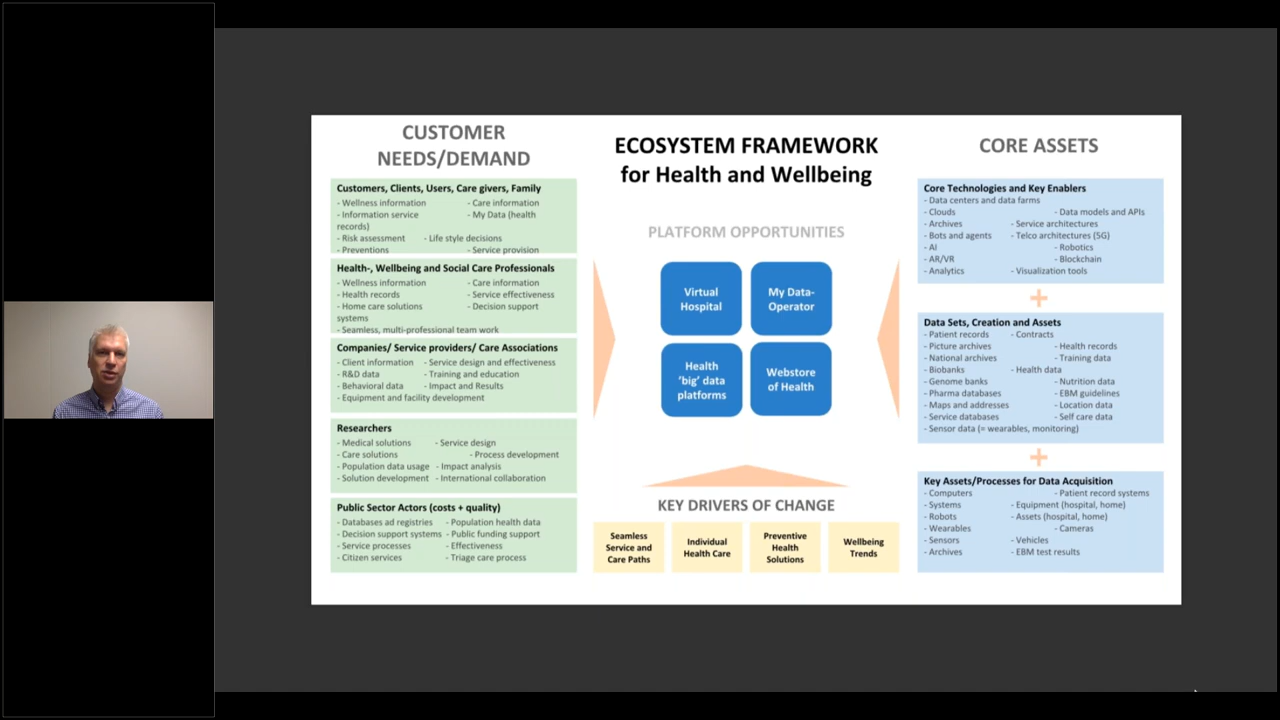 CUSTOMER
NEEDS/DEMAND
Customers, Clients, Users, Care givers, Family
- Wellness information - Care information
- Information service - My Data (health
records)
- Risk assessment - Life style decisions
- Preventions - Service provision
Health-, Wellbeing and Social Care Professionals
- Wellness information - Care information
- Health records - Service effectiveness
- Home care solutions - Decision support
systems
- Seamless, multi-professional team work
Companies/ Service providers/ Care Associations
- Client information - Service design and effectiveness
- R&D data - Training and education
- Behavioral data - Impact and Results
- Equipment and facility development
Researchers
- Medical solutions - Service design
- Care solutions - Process development
- Population data usage - Impact analysis
- Solution development - International collaboration
Public Sector Actors (costs + quality)
- Databases ad registries - Population health data
- Decision support systems - Public funding support
- Service processes - Effectiveness
- Citizen services - Triage care process
ECOSYSTEM FRAMEWORK
for Health and Wellbeing
PLATFORM OPPORTUNITIES
Virtual
Hospital
My Data-
Operator
Health
'big' data
platforms
Webstore
of Health
KEY DRIVERS OF CHANGE
Seamless
Service and
Care Paths
Individual
Health Care
Preventive
Health
Solutions
Wellbeing
Trends
CORE ASSETS
Core Technologies and Key Enablers
- Data centers and data farms
- Clouds - Data models and APIs
- Archives - Service architectures
- Bots and agents - Telco architectures (5G)
- AI - Robotics
- AR/VR - Blockchain
- Analytics - Visualization tools
+
Data Sets, Creation and Assets
- Patient records - Contracts
- Picture archives - Health records
- National archives - Training data
- Biobanks - Health data
- Genome banks - Nutrition data
- Pharma databases - EBM guidelines
- Maps and addresses - Location data
- Service databases - Self care data
- Sensor data (= wearables, monitoring)
+
Key Assets/Processes for Data Acquisition
- Computers - Patient record systems
- Systems - Equipment (hospital, home)
- Robots - Assets (hospital, home)
- Wearables - Cameras
- Sensors - Vehicles
- Archives - EBM test results